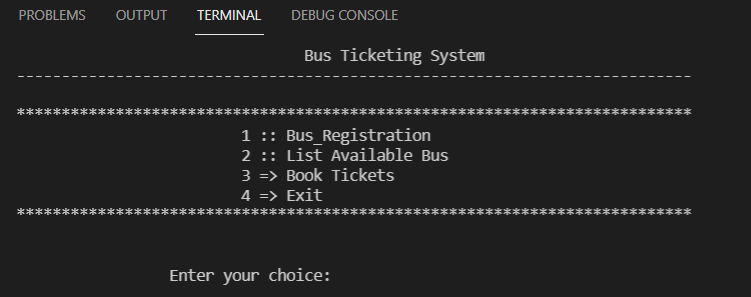 PROBLEMS OUTPUT TERMINAL DEBUG CONSOLE
Bus Ticketing System
---------------------------------------------------------------------------
***************************************************************************
1 :: Bus_Registration
2 :: List Available Bus
3 => Book Tickets
4 => Exit
***************************************************************************
Enter your choice: